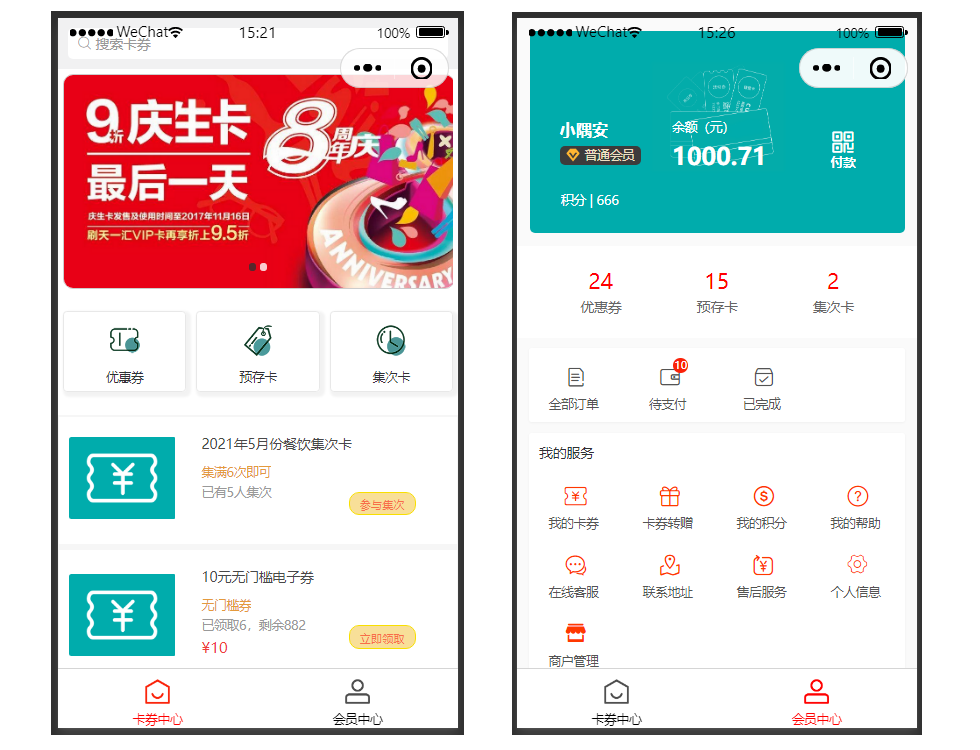 WeChat 15:21 100%
搜索卡券
9折 庆生卡
8周年庆
最后一天
庆生卡发售及使用时间至2017年11月16日
刷天一汇VIP卡再享折上9.5折
ANNIVERSARY
优惠券 预存卡 集次卡
2021年5月份餐饮集次卡
集满6次即可
已有5人集次
参与集次
10元无门槛电子券
无门槛券
已领取6，剩余882
立即领取
¥10
卡券中心 会员中心
WeChat 15:26 100%
小隅安
普通会员
余额（元）
1000.71
付款
积分 | 666
24 15 2
优惠券 预存卡 集次卡
10
全部订单 待支付 已完成
我的服务
我的卡券 卡券转赠 我的积分 我的帮助
在线客服 联系地址 售后服务 个人信息
商户管理
卡券中心 会员中心